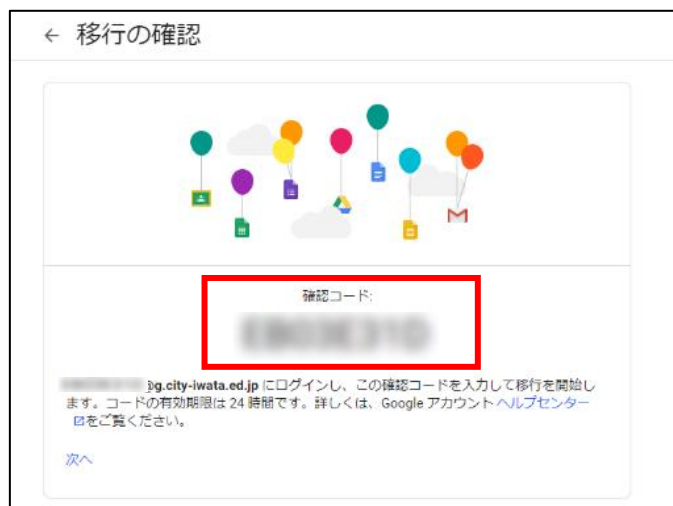 ← 移行の確認
確認コード:
@g.city-iwata.ed.jp にログインし、この確認コードを入力して移行を開始し
ます。コードの有効期限は 24 時間です。詳しくは、Google アカウント ヘルプセンター
をご覧ください。
次へ